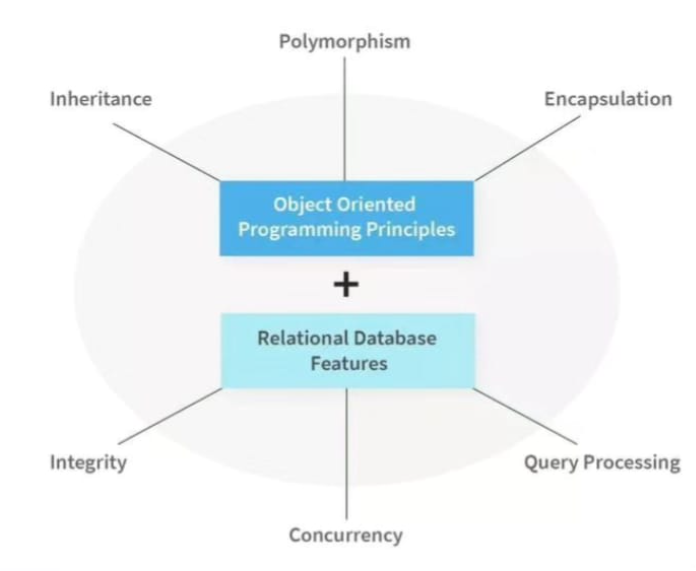 Polymorphism
Inheritance
Encapsulation
Object Oriented
Programming Principles
+
Relational Database
Features
Integrity
Query Processing
Concurrency